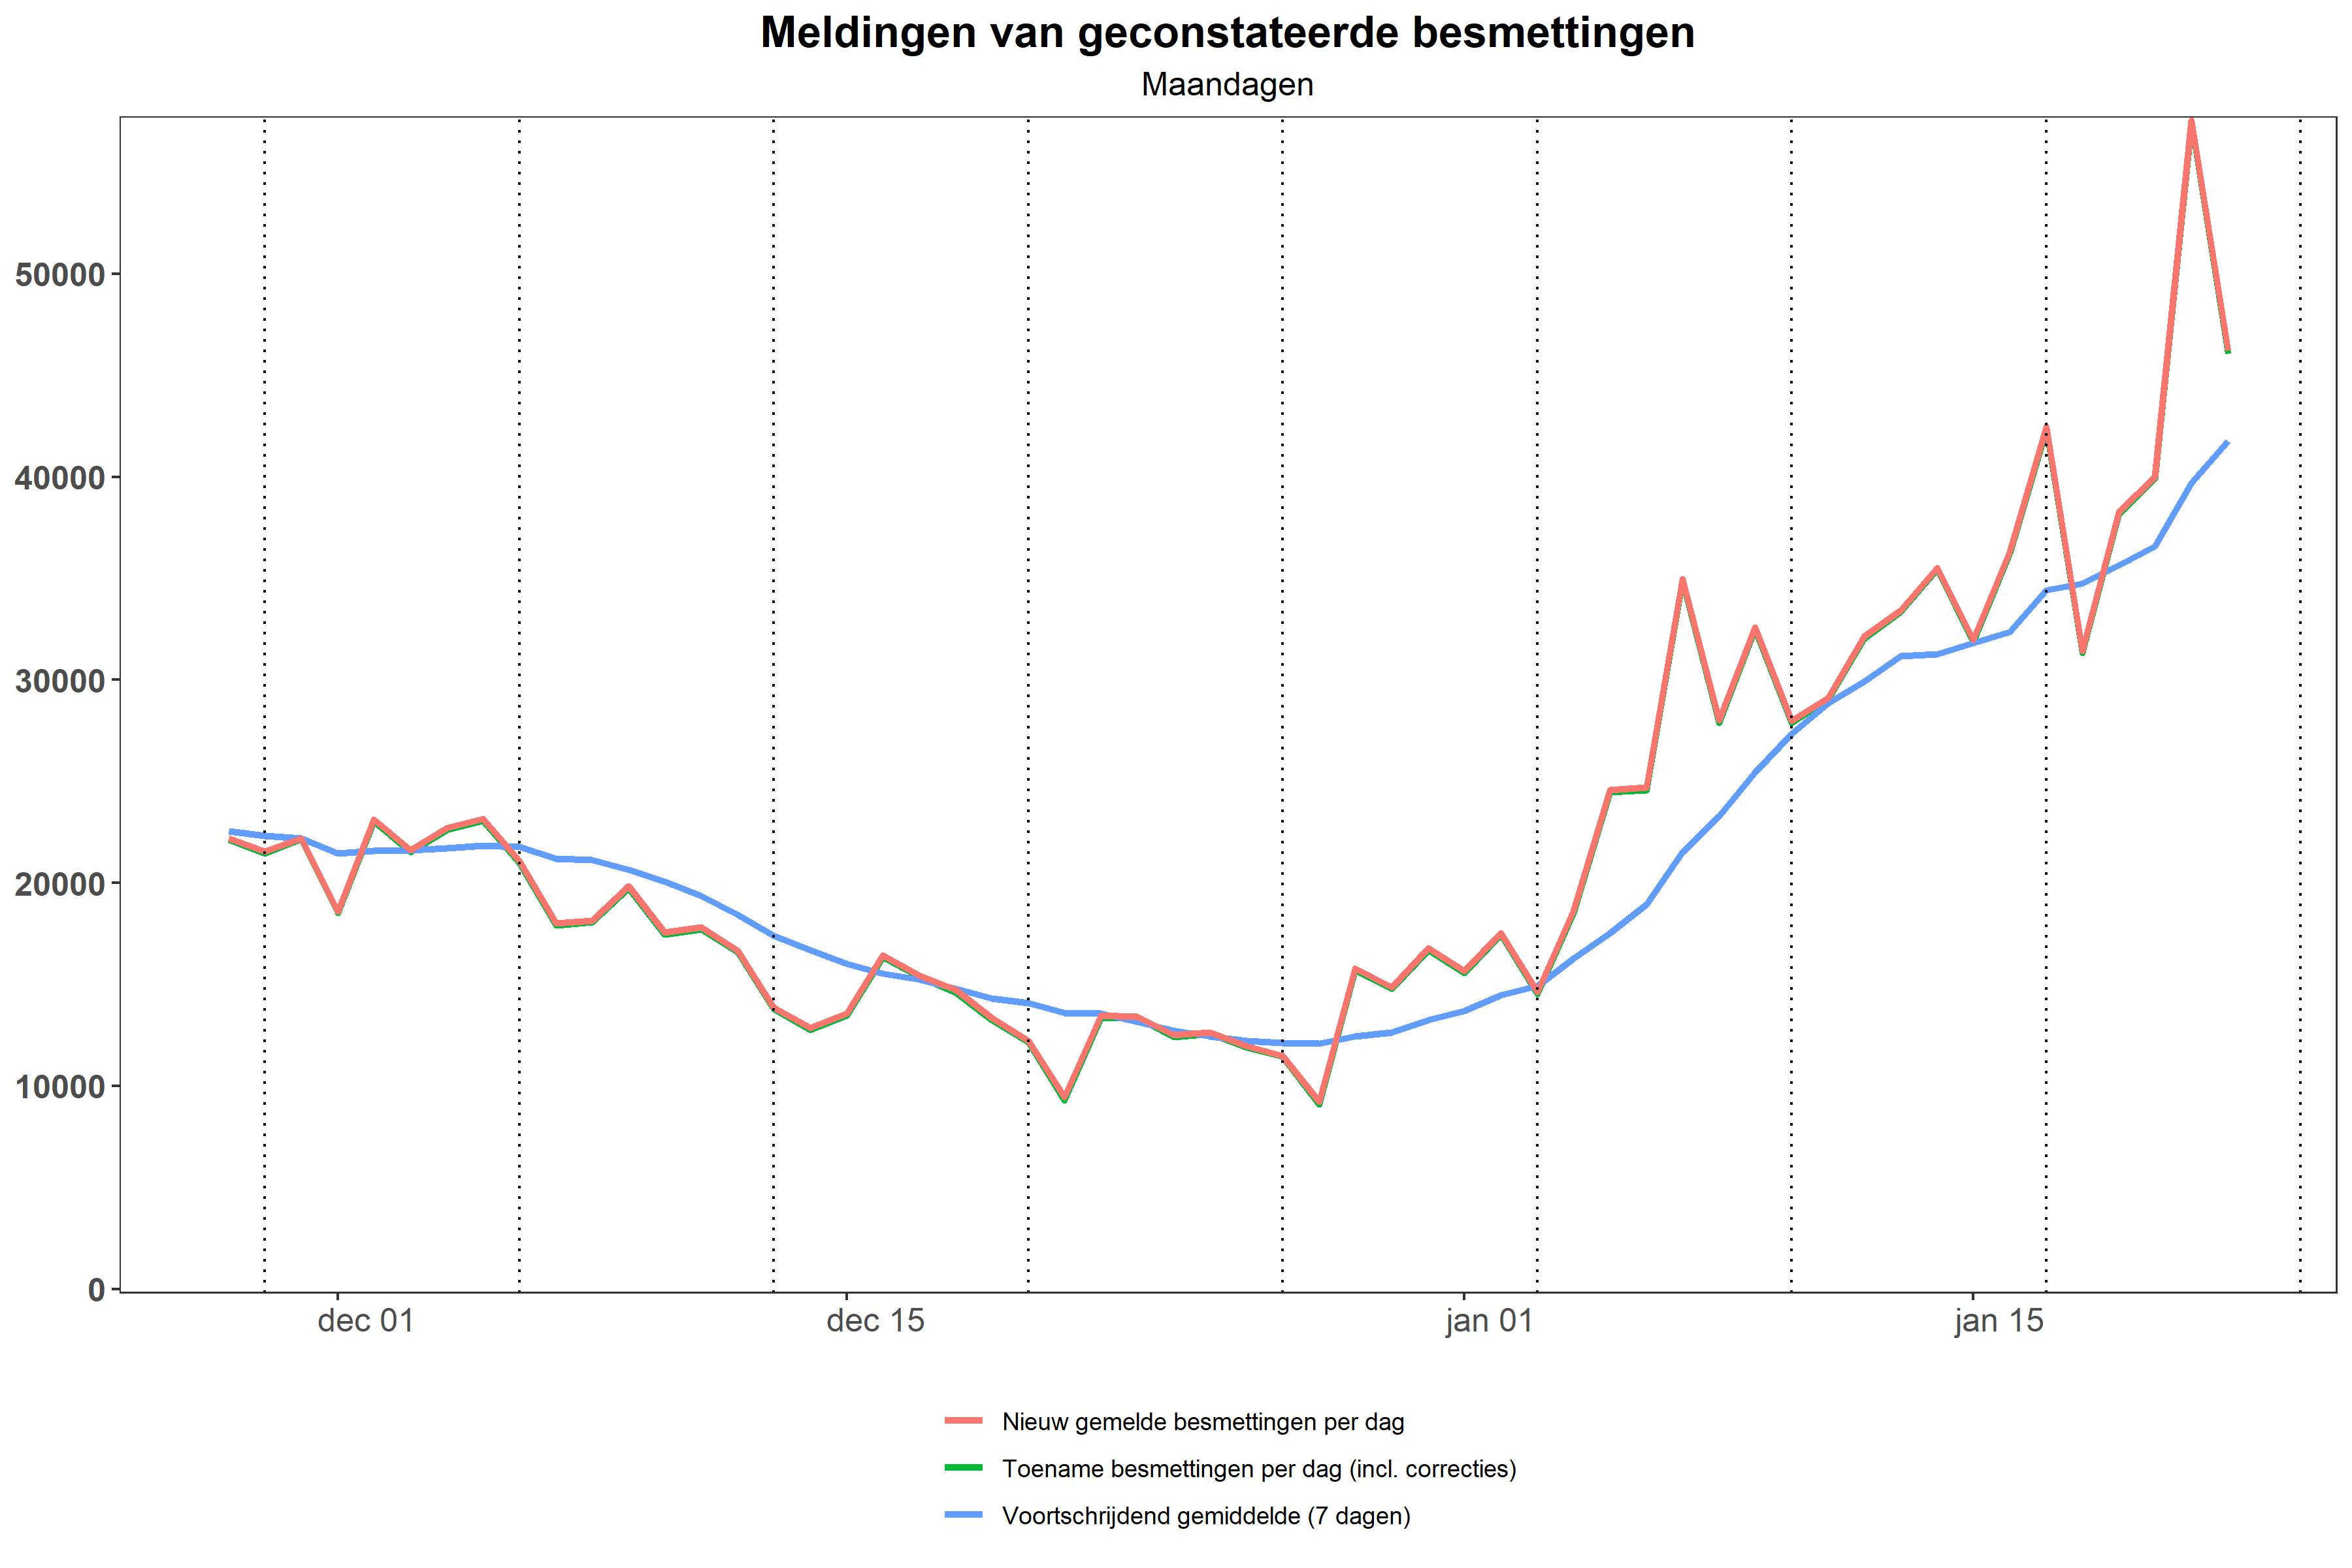 Meldingen van geconstateerde besmettingen
Maandagen
50000
40000
30000
20000
10000
0
dec 01
dec 15
jan 01
jan 15
Nieuw gemelde besmettingen per dag
Toename besmettingen per dag (incl. correcties)
Voortschrijdend gemiddelde (7 dagen)